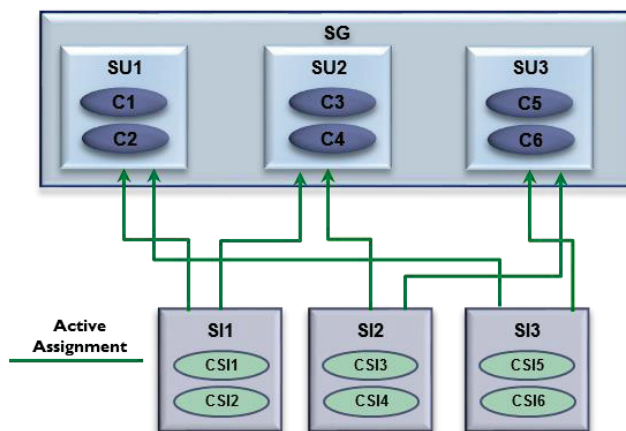 SG
SU1
SU2
SU3
C1
C3
C5
C2
C4
C6
Active
Assignment
SI1
SI2
SI3
CSI1
CSI3
CSI5
CSI2
CSI4
CSI6